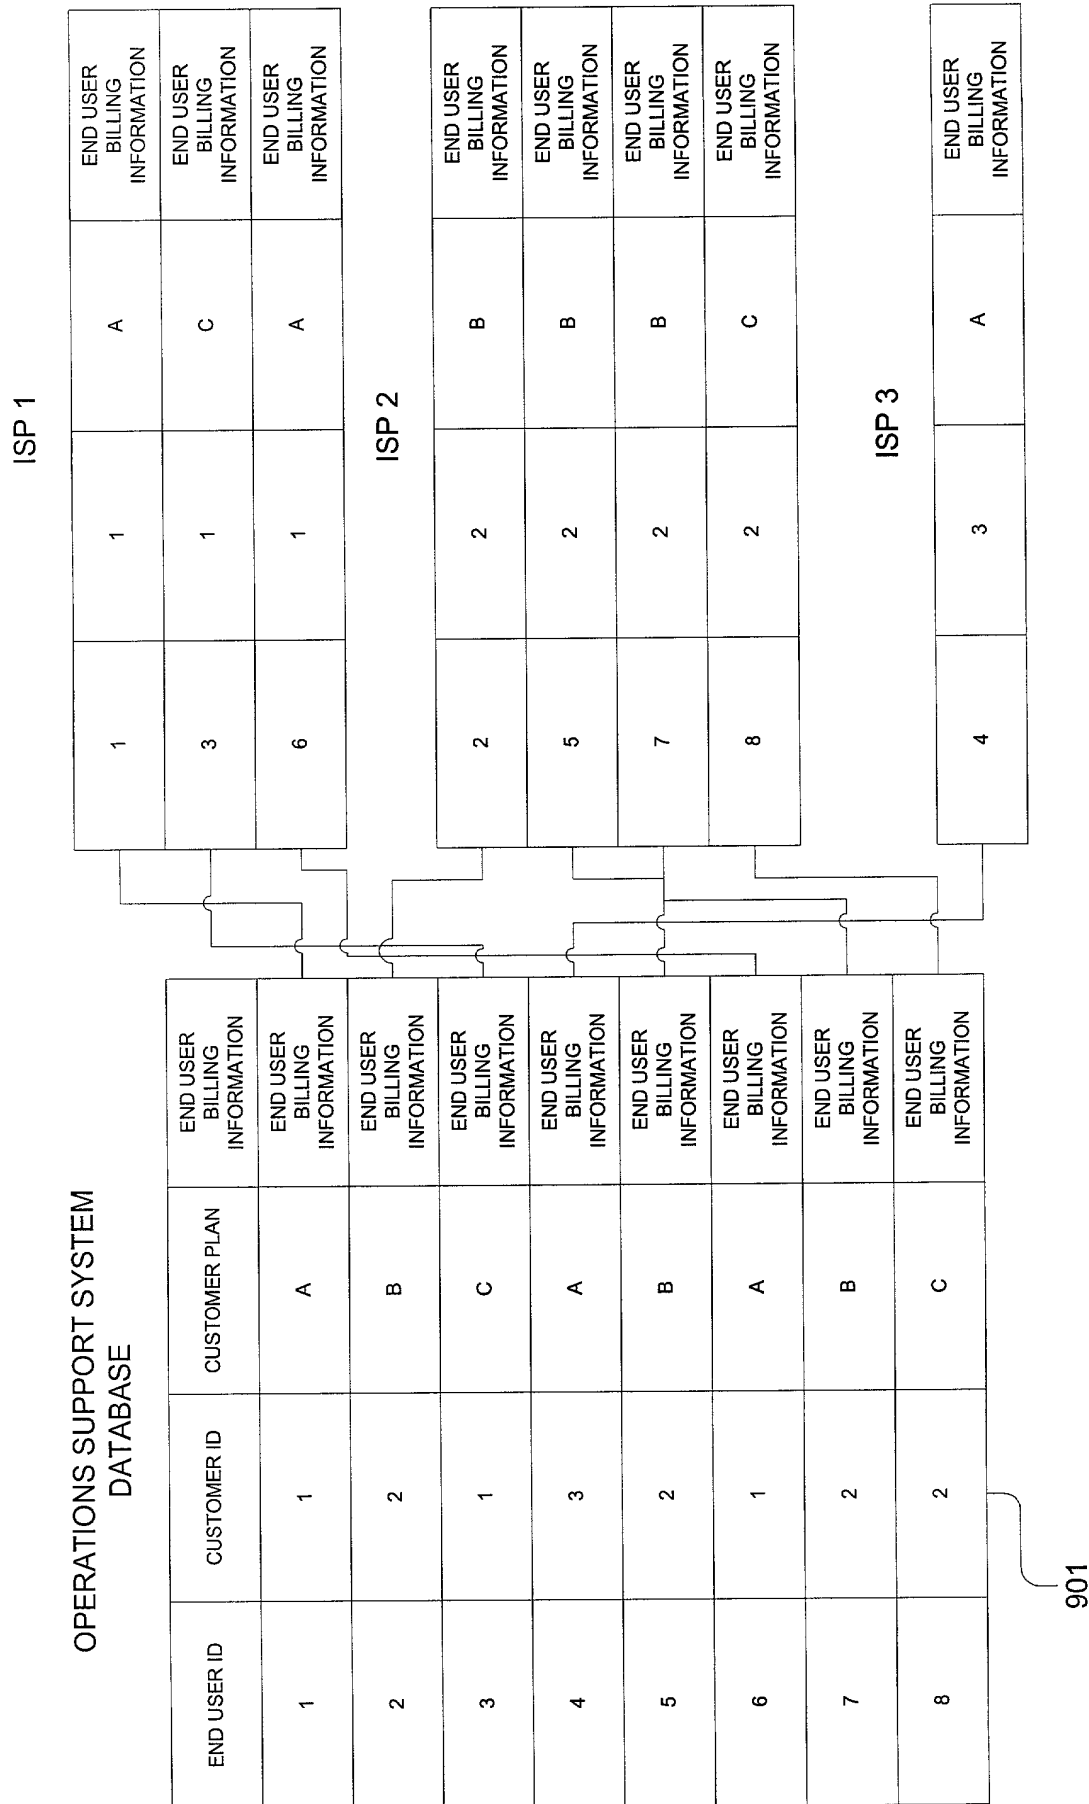 OPERATIONS SUPPORT SYSTEM
DATABASE
END USER ID
CUSTOMER ID
CUSTOMER PLAN
END USER
BILLING
INFORMATION
1
1
A
END USER
BILLING
INFORMATION
2
2
B
END USER
BILLING
INFORMATION
3
1
C
END USER
BILLING
INFORMATION
4
3
A
END USER
BILLING
INFORMATION
5
2
B
END USER
BILLING
INFORMATION
6
1
A
END USER
BILLING
INFORMATION
7
2
B
END USER
BILLING
INFORMATION
8
2
C
END USER
BILLING
INFORMATION
901
ISP 1
1
1
A
END USER
BILLING
INFORMATION
3
1
C
END USER
BILLING
INFORMATION
6
1
A
END USER
BILLING
INFORMATION
ISP 2
2
2
B
END USER
BILLING
INFORMATION
5
2
B
END USER
BILLING
INFORMATION
7
2
B
END USER
BILLING
INFORMATION
8
2
C
END USER
BILLING
INFORMATION
ISP 3
4
3
A
END USER
BILLING
INFORMATION